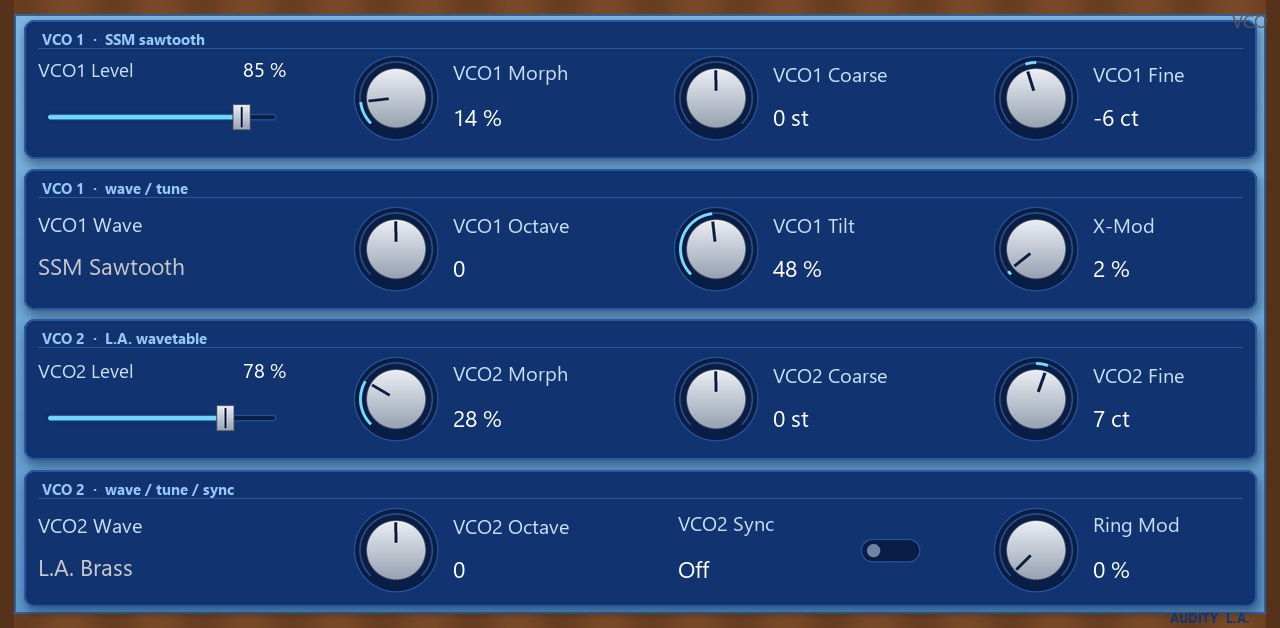 VCO
VCO 1 · SSM sawtooth
VCO1 Level 85 %
VCO1 Morph
14 %
VCO1 Coarse
0 st
VCO1 Fine
-6 ct
VCO 1 · wave / tune
VCO1 Wave
SSM Sawtooth
VCO1 Octave
0
VCO1 Tilt
48 %
X-Mod
2 %
VCO 2 · L.A. wavetable
VCO2 Level 78 %
VCO2 Morph
28 %
VCO2 Coarse
0 st
VCO2 Fine
7 ct
VCO 2 · wave / tune / sync
VCO2 Wave
L.A. Brass
VCO2 Octave
0
VCO2 Sync
Off
Ring Mod
0 %
AUDITY L.A.